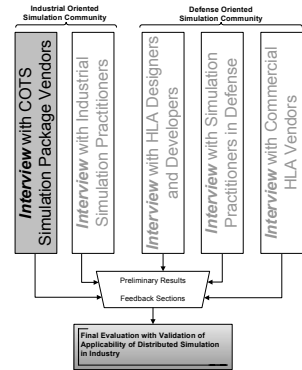 Industrial Oriented
Simulation Community
Defense Oriented
Simulation Community
Interview with COTS
Simulation Package Vendors
Interview with Industrial
Simulation Practitioners
Interview with HLA Designers
and Developers
Interview with Simulation
Practitioners in Defense
Interview with Commercial
HLA Vendors
Preliminary Results
Feedback Sections
Final Evaluation with Validation of
Applicability of Distributed Simulation
in Industry